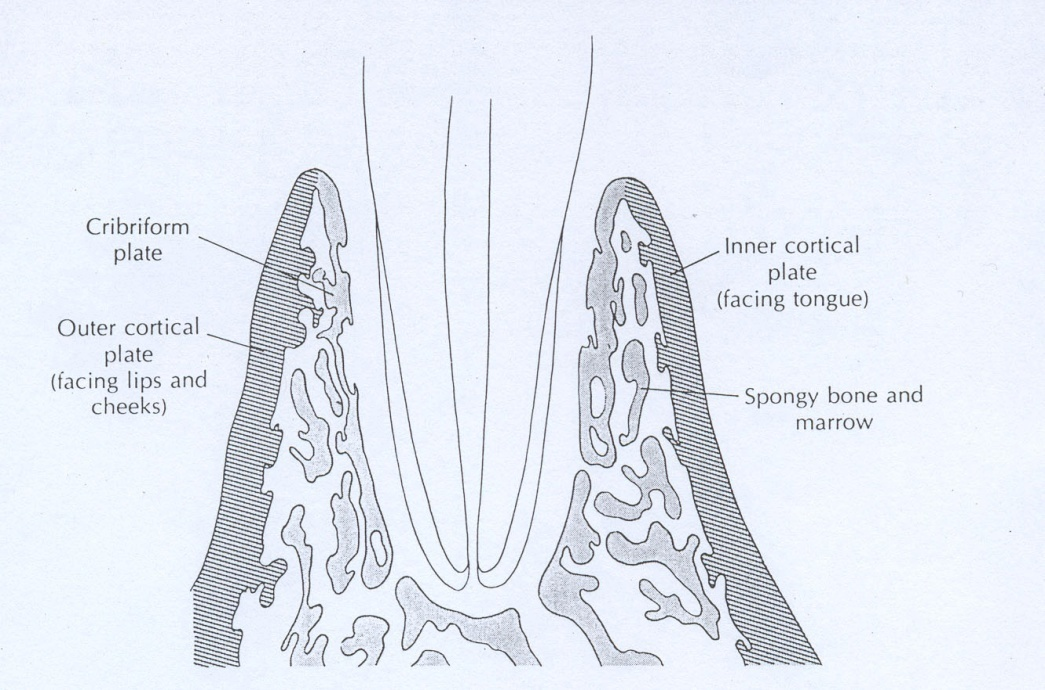 Cribriform
plate
Outer cortical
plate
(facing lips and
cheeks)
Inner cortical
plate
(facing tongue)
Spongy bone and
marrow